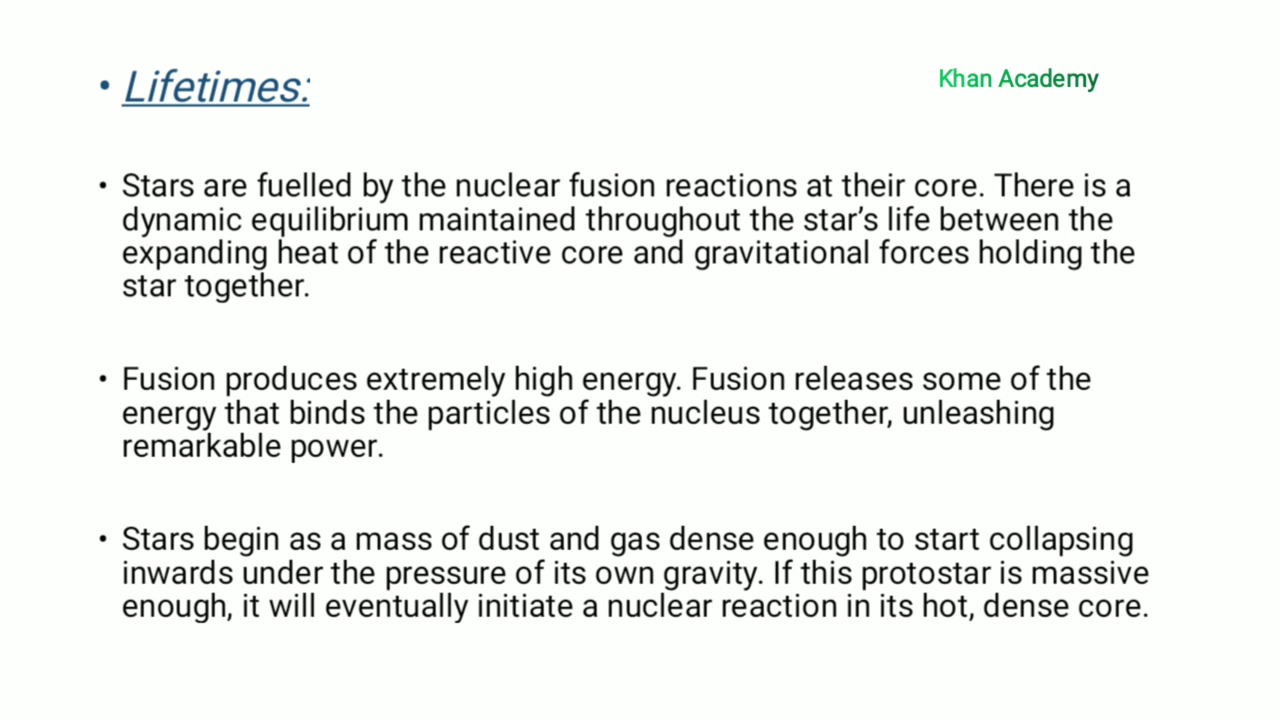 • Lifetimes:
Khan Academy
• Stars are fuelled by the nuclear fusion reactions at their core. There is a
dynamic equilibrium maintained throughout the star’s life between the
expanding heat of the reactive core and gravitational forces holding the
star together.
• Fusion produces extremely high energy. Fusion releases some of the
energy that binds the particles of the nucleus together, unleashing
remarkable power.
• Stars begin as a mass of dust and gas dense enough to start collapsing
inwards under the pressure of its own gravity. If this protostar is massive
enough, it will eventually initiate a nuclear reaction in its hot, dense core.